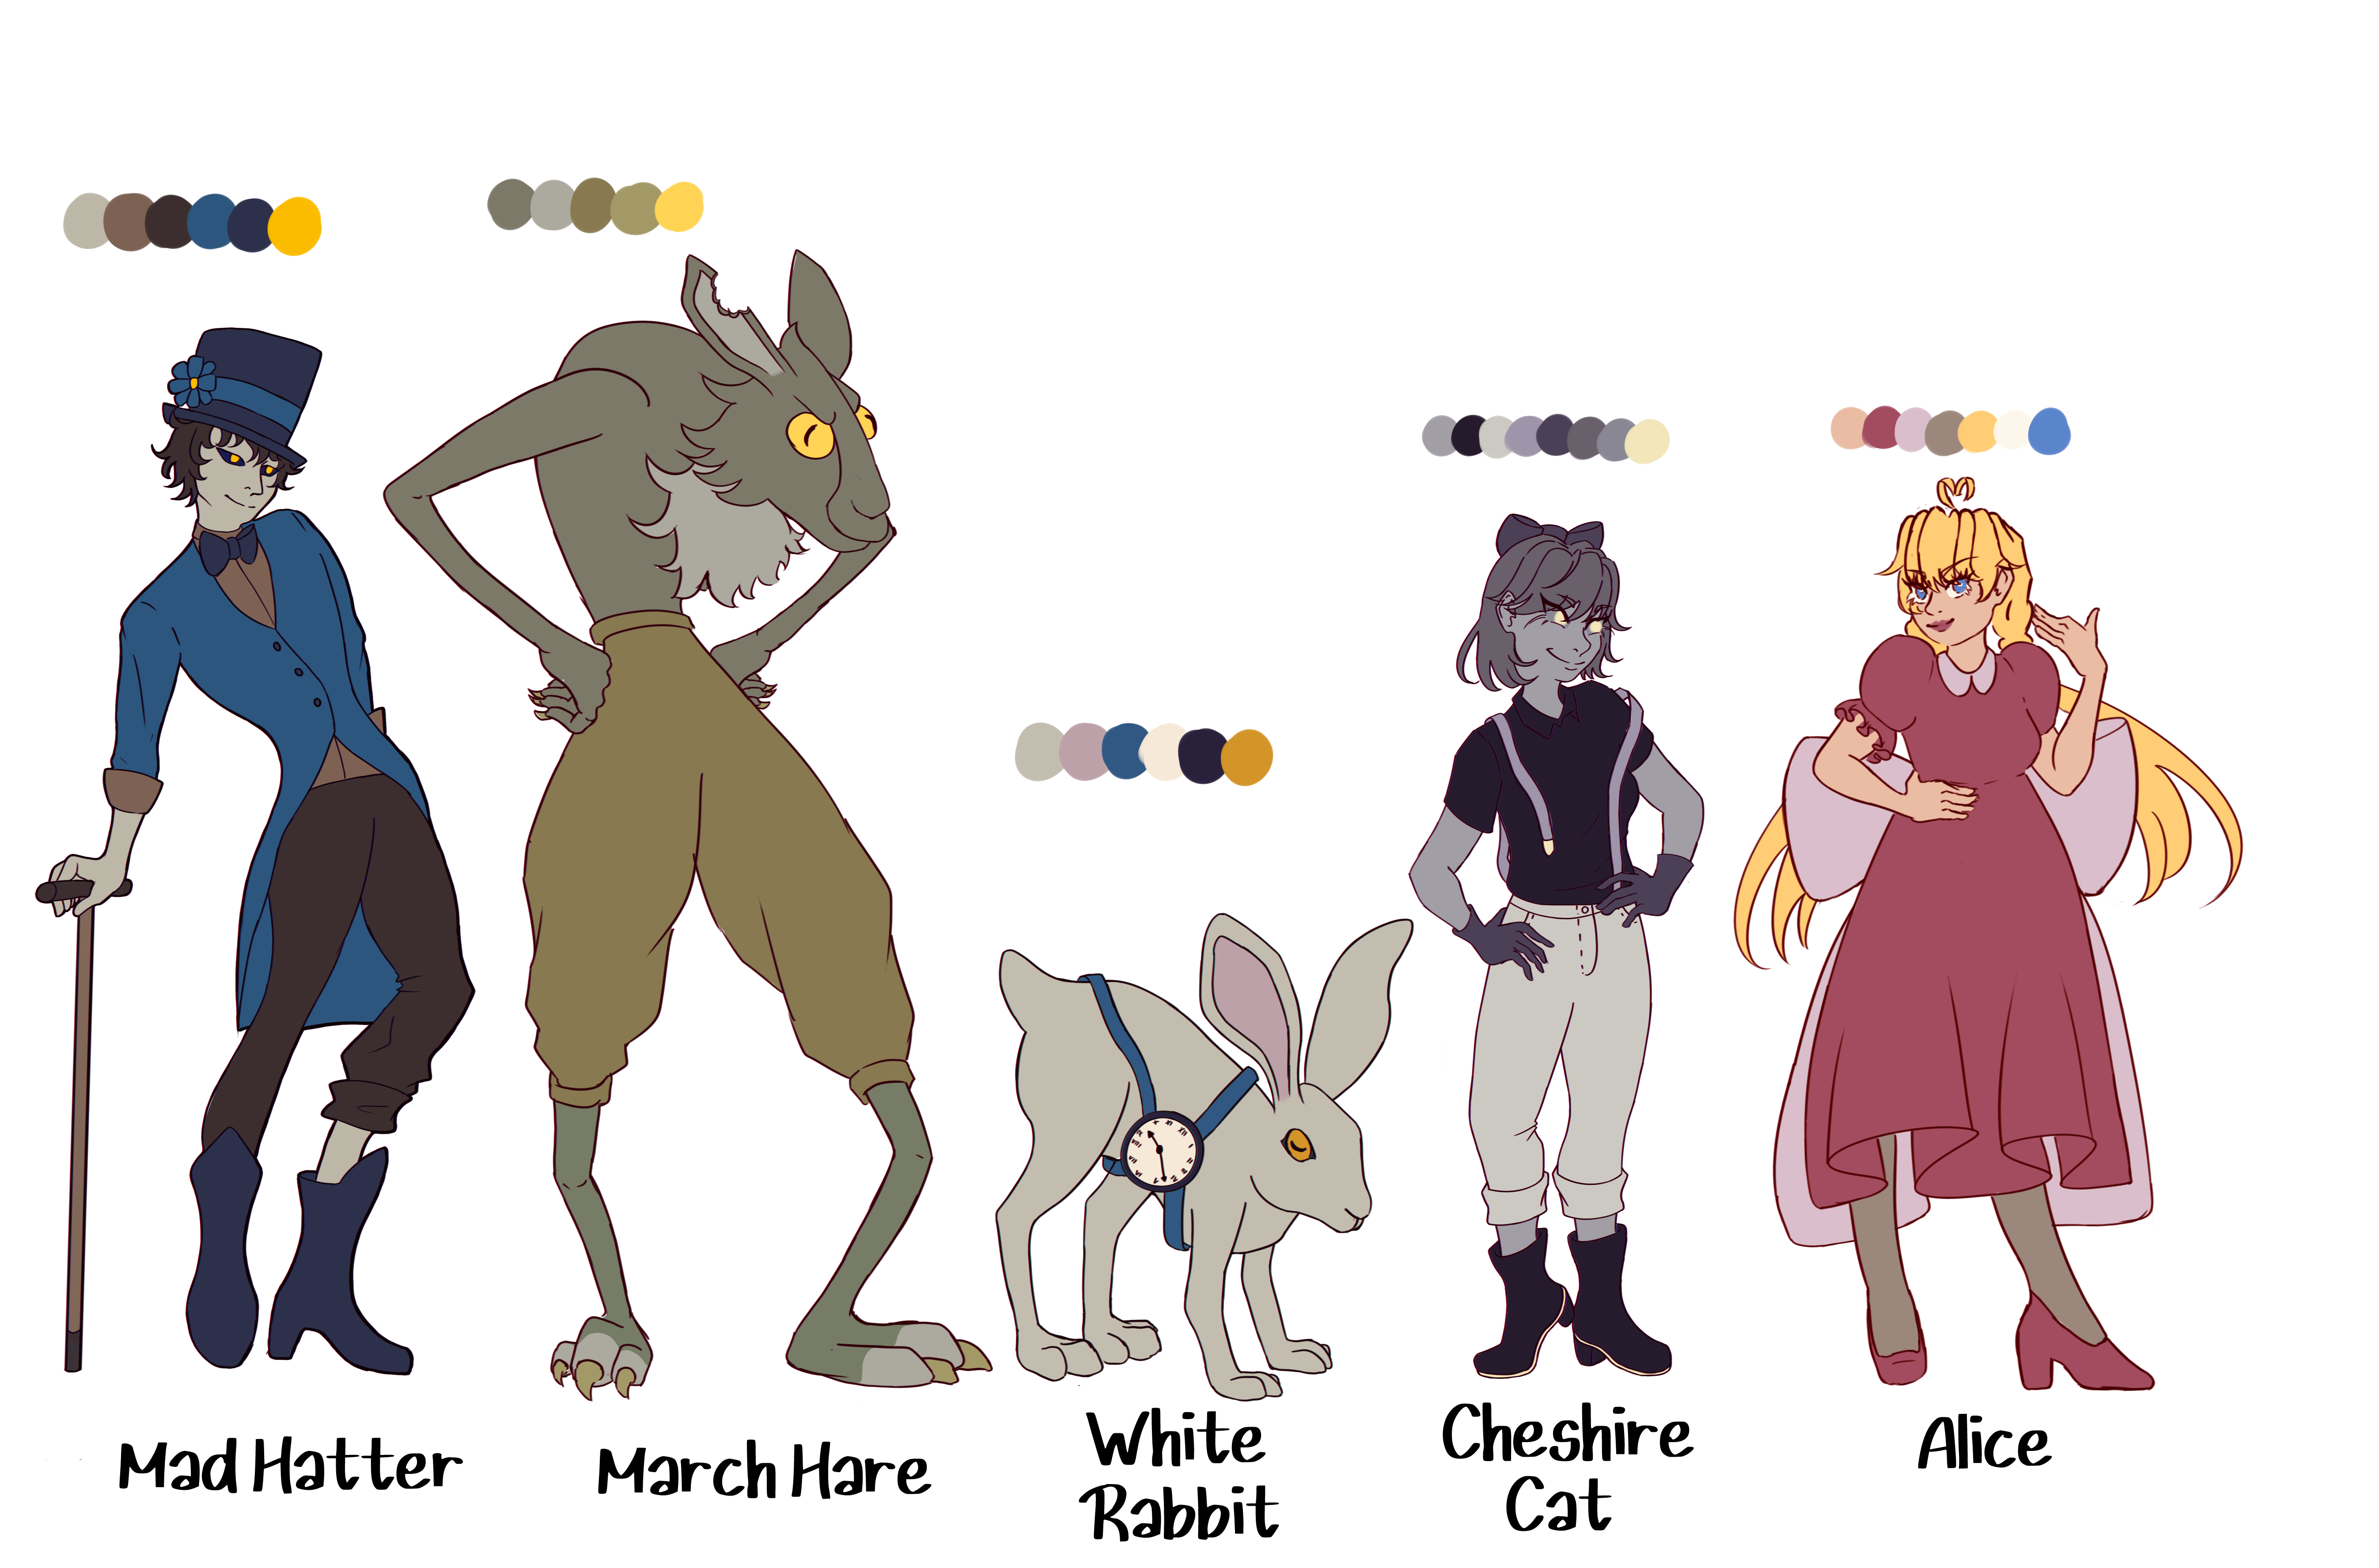 Mad Hatter
March Hare
White
Rabbit
Cheshire
Cat
Alice